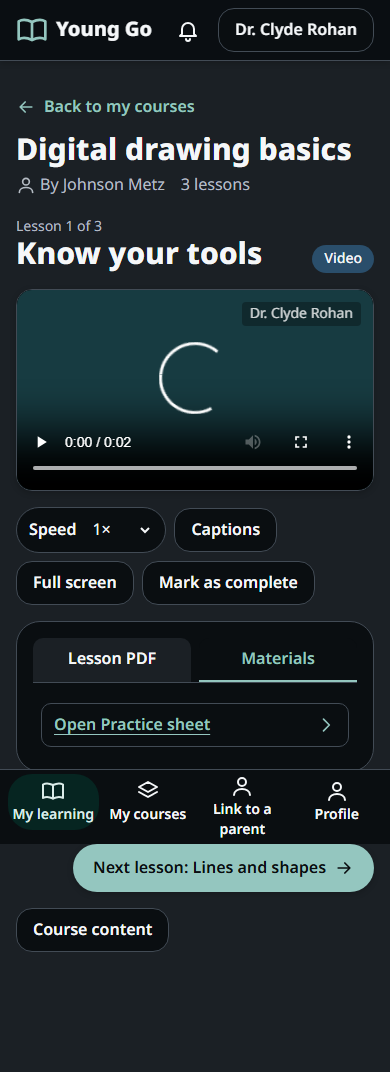 Young Go
Dr. Clyde Rohan
Back to my courses
Digital drawing basics
By Johnson Metz 3 lessons
Lesson 1 of 3
Know your tools
Video
Dr. Clyde Rohan
0:00 / 0:02
Speed 1×
Captions
Full screen
Mark as complete
Lesson PDF
Materials
Open Practice sheet
My learning
My courses
Link to a
parent
Profile
Next lesson: Lines and shapes
Course content